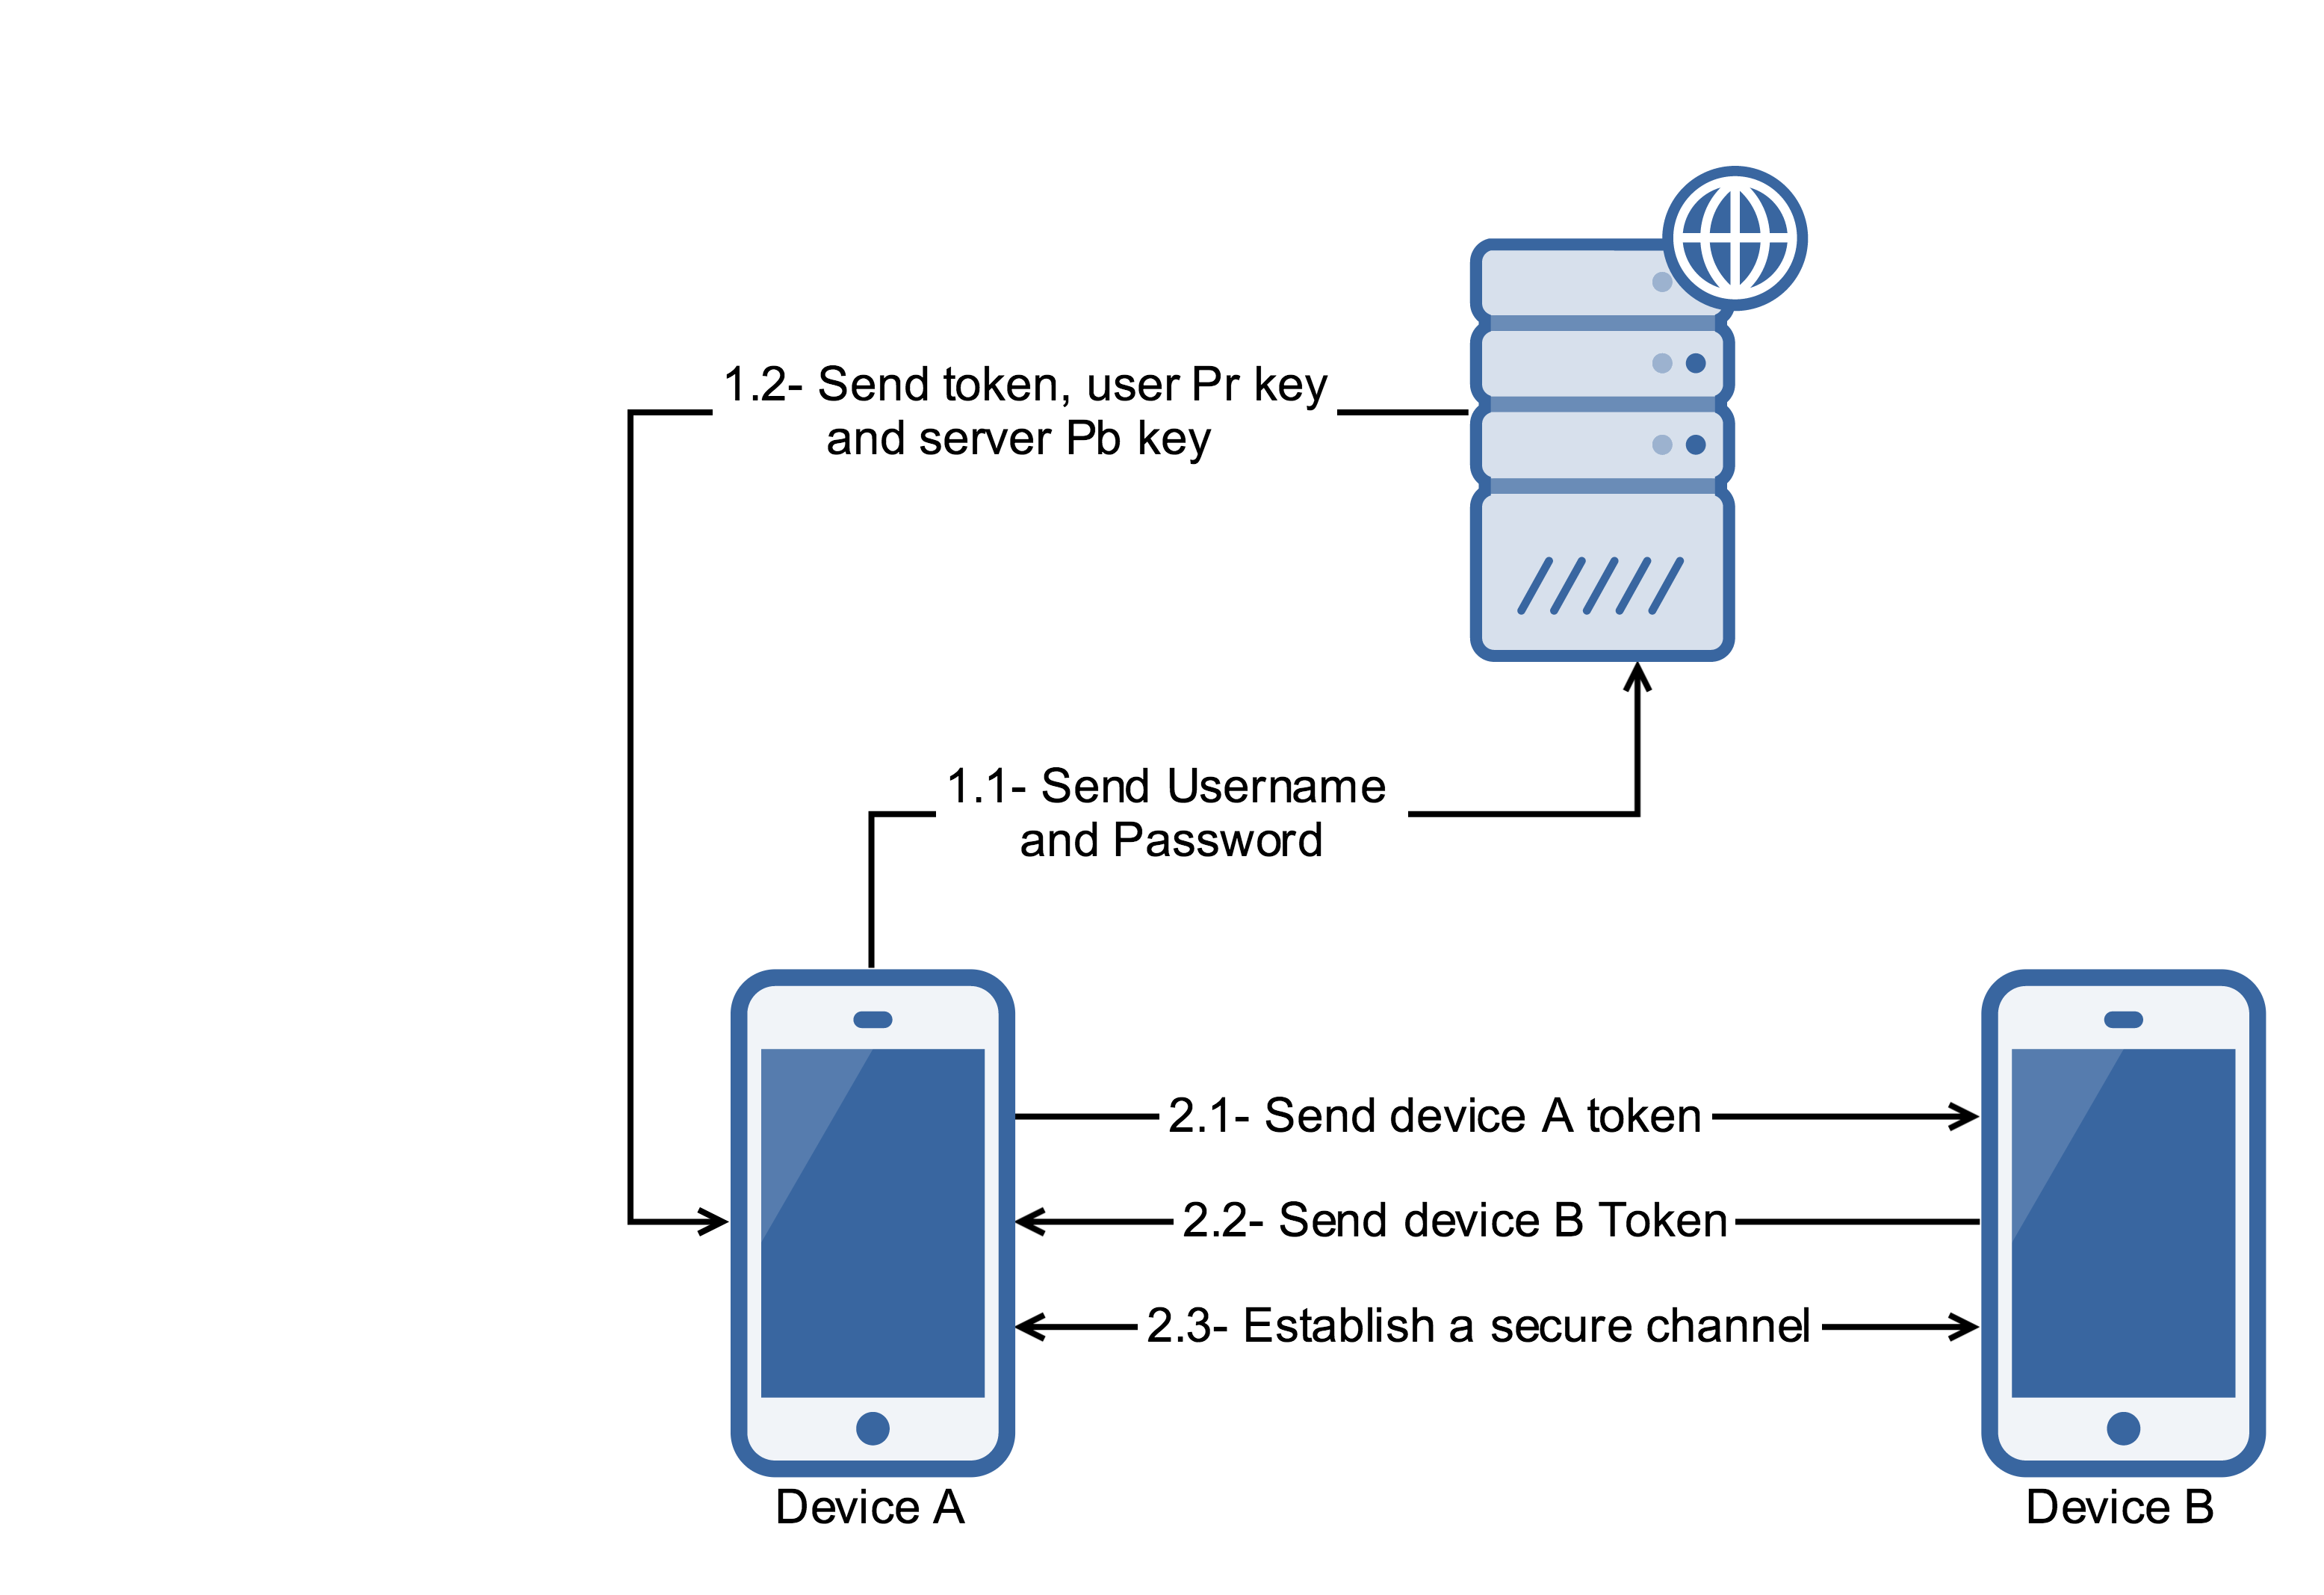 1.2- Send token, user Pr key
and server Pb key
1.1- Send Username
and Password
2.1- Send device A token
2.2- Send device B Token
2.3- Establish a secure channel
Device A
Device B